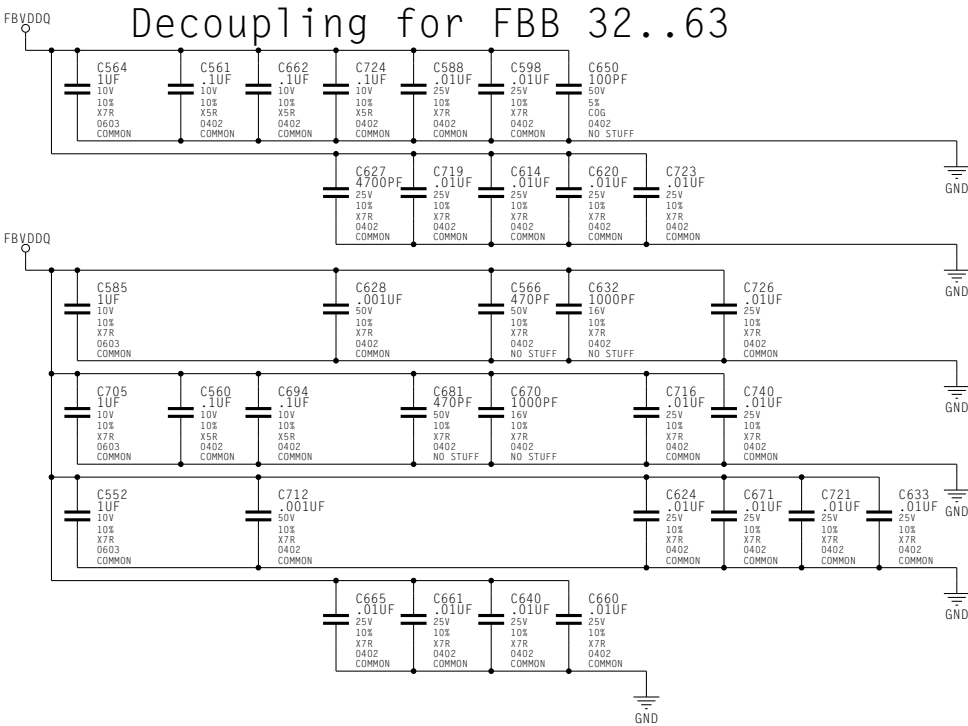 Decoupling for FBB 32..63
FBVDDQ
C564
1UF
10V
10%
X7R
0603
COMMON
C561
.1UF
10V
10%
X5R
0402
COMMON
C662
.1UF
10V
10%
X5R
0402
COMMON
C724
.1UF
10V
10%
X5R
0402
COMMON
C588
.01UF
25V
10%
X7R
0402
COMMON
C598
.01UF
25V
10%
X7R
0402
COMMON
C650
100PF
50V
5%
COG
0402
NO STUFF
GND
C627
4700PF
25V
10%
X7R
0402
COMMON
C719
.01UF
25V
10%
X7R
0402
COMMON
C614
.01UF
25V
10%
X7R
0402
COMMON
C620
.01UF
25V
10%
X7R
0402
COMMON
C723
.01UF
25V
10%
X7R
0402
COMMON
GND
FBVDDQ
C585
1UF
10V
10%
X7R
0603
COMMON
C628
.001UF
50V
10%
X7R
0402
COMMON
C566
470PF
50V
10%
X7R
0402
NO STUFF
C632
1000PF
16V
10%
X7R
0402
NO STUFF
C726
.01UF
25V
10%
X7R
0402
COMMON
GND
C705
1UF
10V
10%
X7R
0603
COMMON
C560
.1UF
10V
10%
X5R
0402
COMMON
C694
.1UF
10V
10%
X5R
0402
COMMON
C681
470PF
50V
10%
X7R
0402
NO STUFF
C670
1000PF
16V
10%
X7R
0402
NO STUFF
C716
.01UF
25V
10%
X7R
0402
COMMON
C740
.01UF
25V
10%
X7R
0402
COMMON
GND
C552
1UF
10V
10%
X7R
0603
COMMON
C712
.001UF
50V
10%
X7R
0402
COMMON
C624
.01UF
25V
10%
X7R
0402
COMMON
C671
.01UF
25V
10%
X7R
0402
COMMON
C721
.01UF
25V
10%
X7R
0402
COMMON
C633
.01UF
25V
10%
X7R
0402
COMMON
GND
C665
.01UF
25V
10%
X7R
0402
COMMON
C661
.01UF
25V
10%
X7R
0402
COMMON
C640
.01UF
25V
10%
X7R
0402
COMMON
C660
.01UF
25V
10%
X7R
0402
COMMON
GND